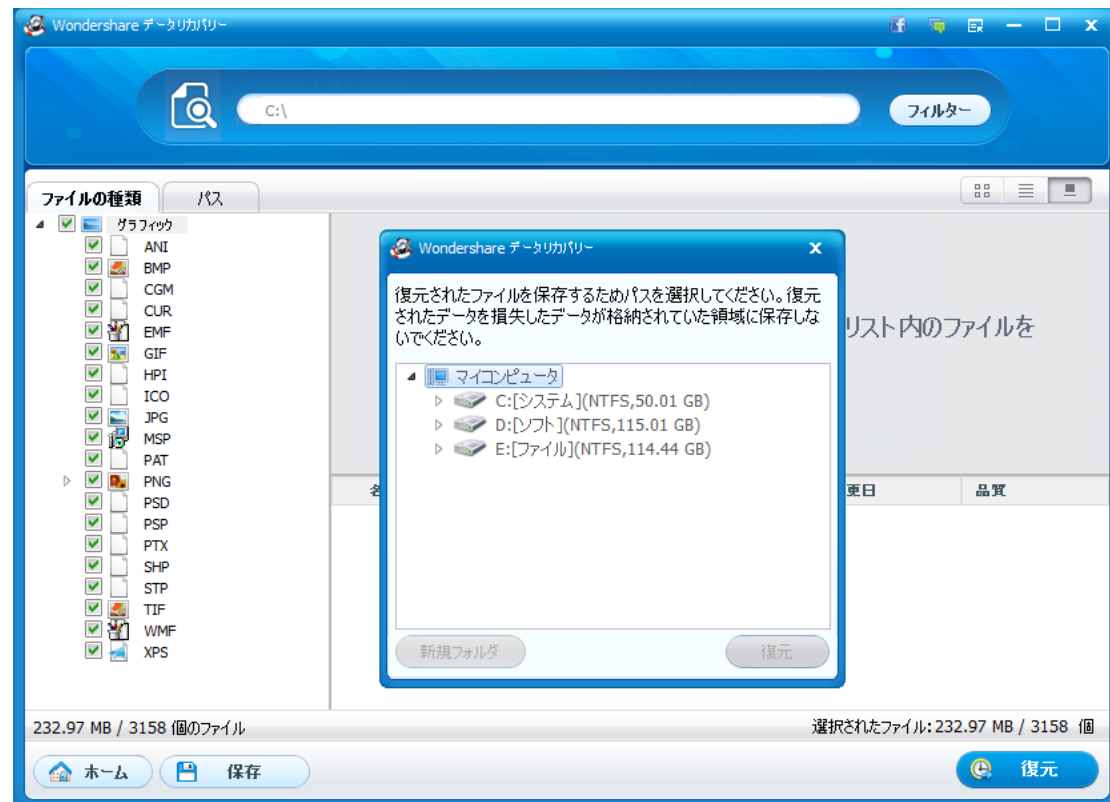 Wondershare データリカバリー
C:\
フィルター
ファイルの種類
パス
グラフィック
ANI
BMP
CGM
CUR
EMF
GIF
HPI
ICO
JPG
MSP
PAT
PNG
PSD
PSP
PTX
SHP
STP
TIF
WMF
XPS
リスト内のファイルを
名
更日
品質
Wondershare データリカバリー
復元されたファイルを保存するためパスを選択してください。復元
されたデータを損失したデータが格納されていた領域に保存しな
いでください。
マイコンピュータ
C:[システム](NTFS,50.01 GB)
D:[ソフト](NTFS,115.01 GB)
E:[ファイル](NTFS,114.44 GB)
新規フォルダ
復元
232.97 MB / 3158 個のファイル
選択されたファイル: 232.97 MB / 3158 個
ホーム
保存
復元